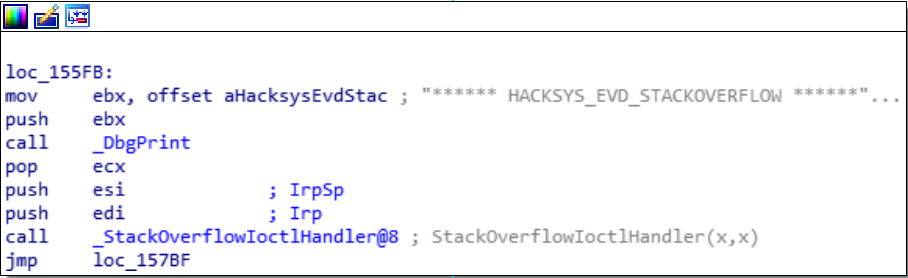 loc_155FB:
mov ebx, offset aHacksysEvdStac ; "****** HACKSYS_EVD_STACKOVERFLOW ******"...
push ebx
call _DbgPrint
pop ecx
push esi ; IrpSp
push edi ; Irp
call _StackOverflowIoctlHandler@8 ; StackOverflowIoctlHandler(x,x)
jmp loc_157BF